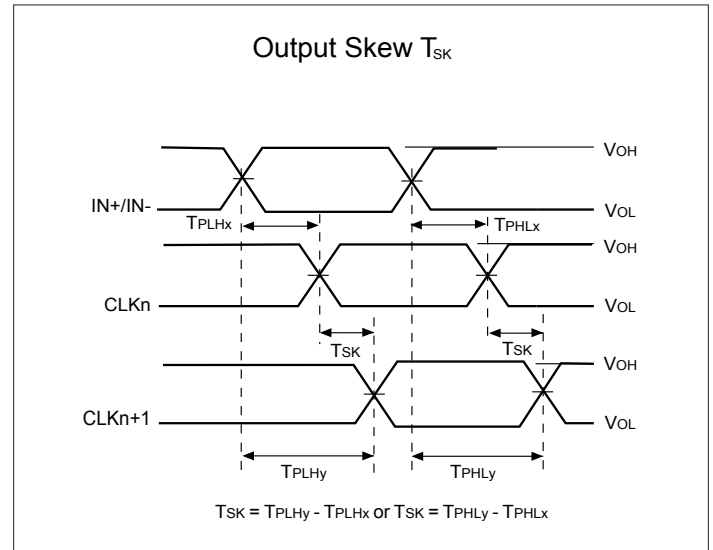 Output Skew TSK
VOH
IN+/IN-
VOL
TPLHx
TPHLx
VOH
CLKn
VOL
TSK
TSK
VOH
CLKn+1
VOL
TPLHy
TPHLy
TSK = TPLHy - TPLHx or TSK = TPHLy - TPHLx